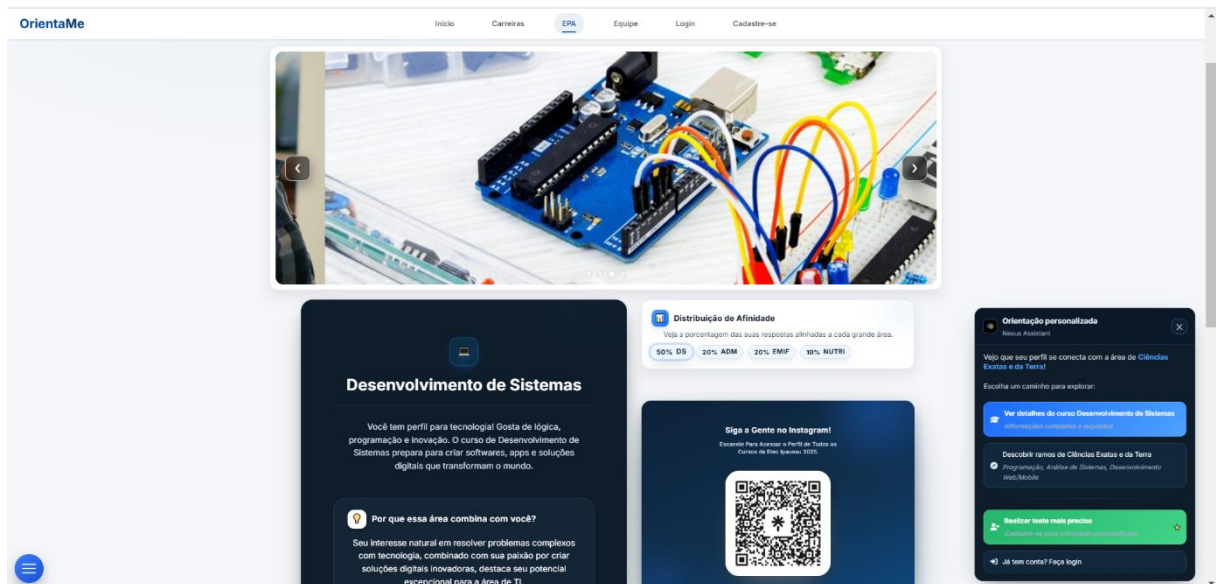 OrientaMe
Início
Carreiras
EPA
Equipe
Login
Cadastre-se
Desenvolvimento de Sistemas
Você tem perfil para tecnologia! Gosta de lógica,
programação e inovação. O curso de Desenvolvimento de
Sistemas prepara para criar softwares, apps e soluções
digitais que transformam o mundo.
Por que essa área combina com você?
Seu interesse natural em resolver problemas complexos
com tecnologia, combinado com sua paixão por criar
soluções digitais inovadoras, destaca seu potencial
excepcional para a área de TI.
Distribuição de Afinidade
Veja a porcentagem das suas respostas alinhadas a cada grande área.
50% DS
20% ADM
20% EMIF
10% NUTRI
Siga a Gente no Instagram!
Escaneie Para Acessar o Perfil de Todos os
Cursos da Etec Ipaussu 2025.
Orientação personalizada
Nexus Assistant
Vejo que seu perfil se conecta com a área de Ciências
Exatas e da Terra!
Escolha um caminho para explorar:
Ver detalhes do curso Desenvolvimento de Sistemas
Informações completas e requisitos
Descobrir ramos de Ciências Exatas e da Terra
Programação, Análise de Sistemas, Desenvolvimento
Web/Mobile
Realizar teste mais preciso
Cadastre-se para orientação personalizada
Já tem conta? Faça login